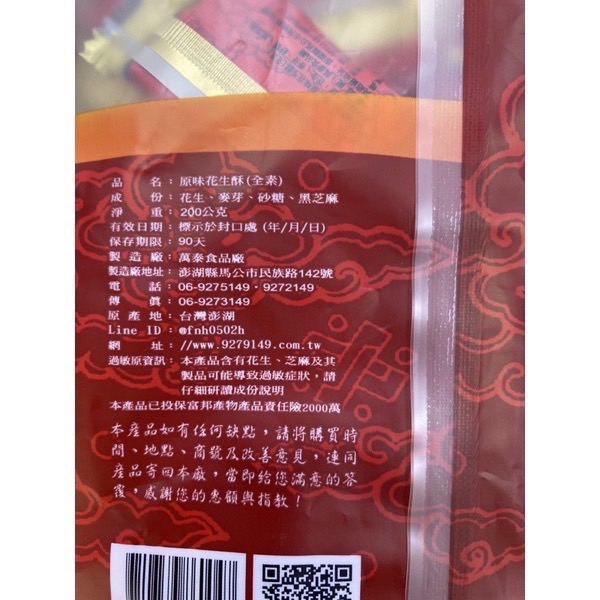 品　　名：原味花生酥(全素)
成　　份：花生、麥芽、砂糖、黑芝麻
淨　　重：200公克
有效日期：標示於封口處 (年/月/日)
保存期限：90天
製 造 廠：萬泰食品廠
製造廠地址：澎湖縣馬公市民族路142號
電　　話：06-9275149・9272149
傳　　真：06-9273149
原 產 地：台灣澎湖
Line ID：@fnh0502h
網　　址：//www.9279149.com.tw
過敏原資訊：本產品含有花生、芝麻及其
製品可能導致過敏症狀，請
仔細研讀成份說明
本產品已投保富邦產物產品責任險2000萬
本產品如有任何缺點，請將購買時
間、地點、商號及改善意見，連同
產品寄回本廠，當即給您滿意的答
覆，感謝您的惠顧與指教！